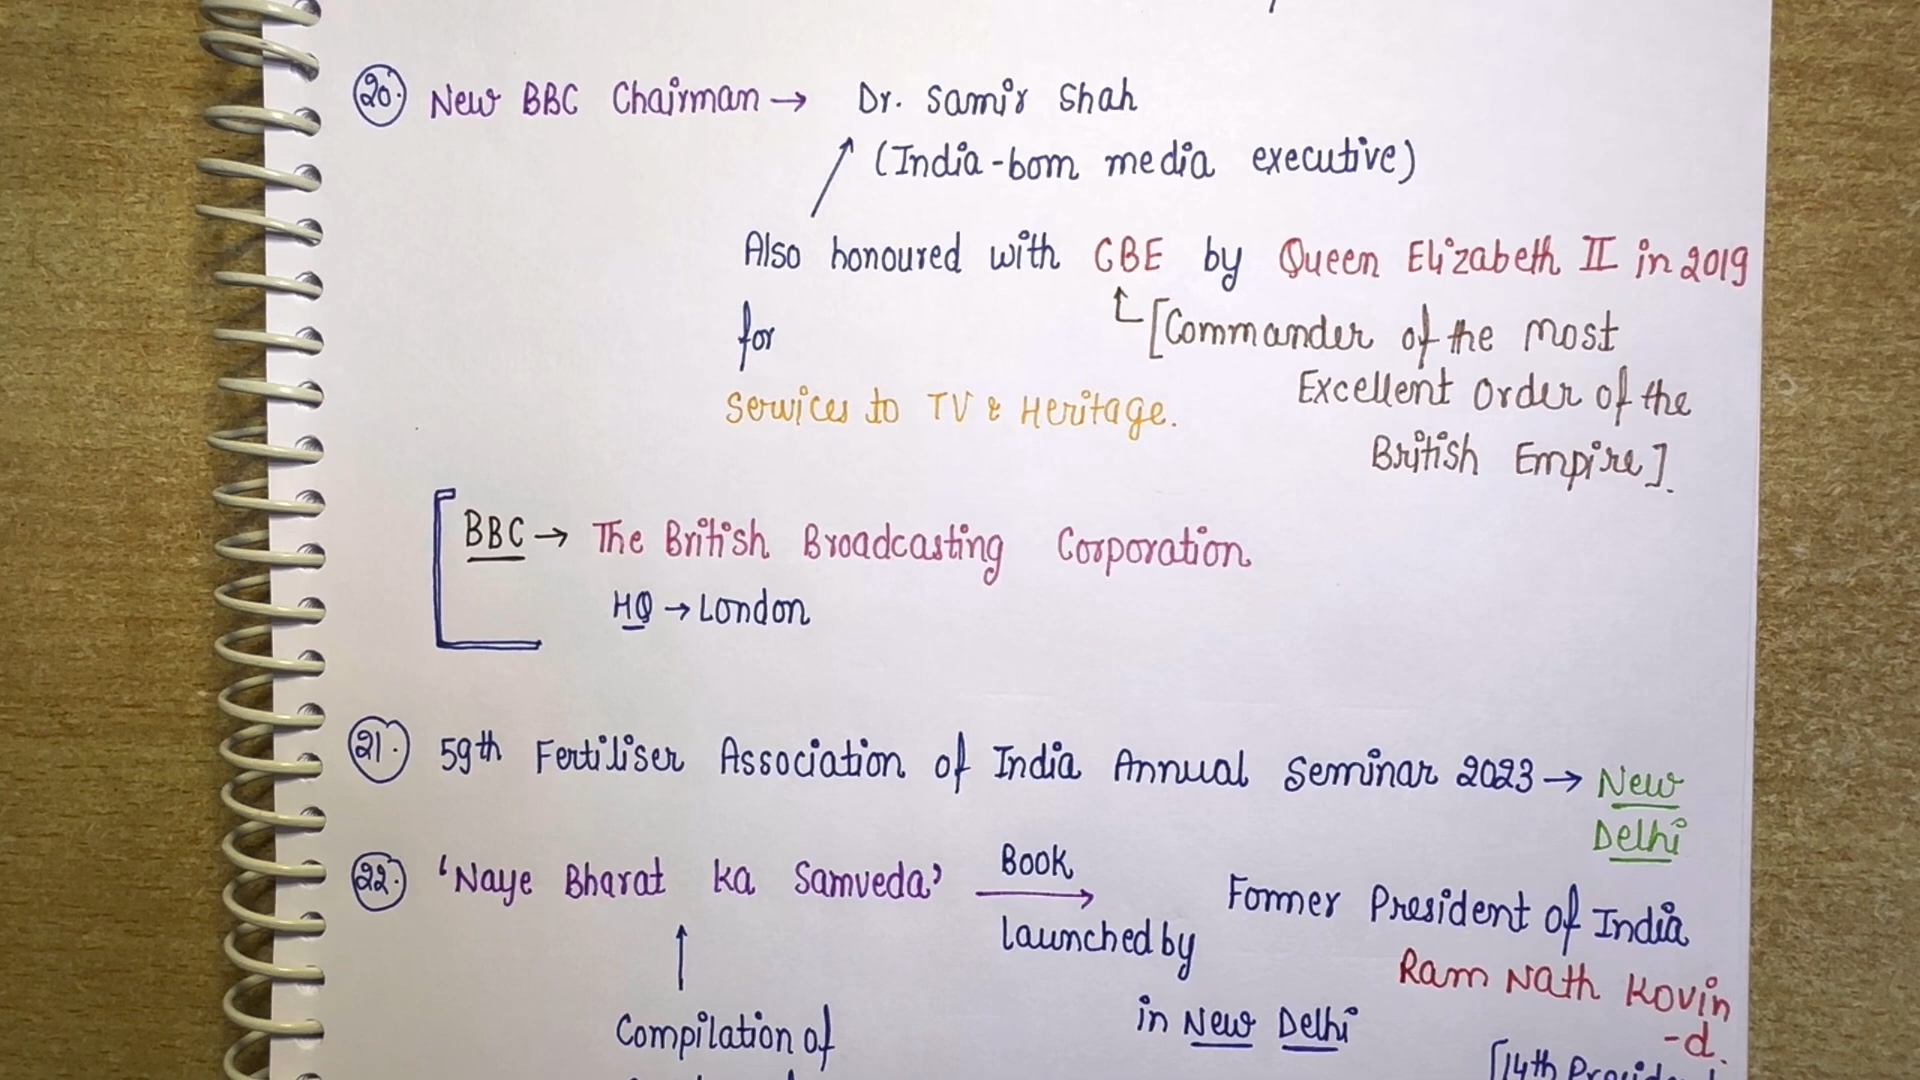 20. New BBC Chairman → Dr. Samir Shah
(India-born media executive)
Also honoured with CBE by Queen Elizabeth II in 2019
for
[Commander of the Most
Excellent Order of the
British Empire].
Services to TV & Heritage.
BBC → The British Broadcasting Corporation
HQ → London
21. 59th Fertiliser Association of India Annual Seminar 2023 → New
Delhi
22. 'Naye Bharat ka Samveda' Book
launched by
Former President of India
Ram Nath Kovin
-d.
in New Delhi
[14th President
Compilation of